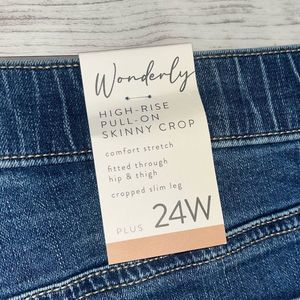 Wonderly
HIGH-RISE
PULL-ON
SKINNY CROP
comfort stretch
fitted through
hip & thigh
cropped slim leg
PLUS 24W